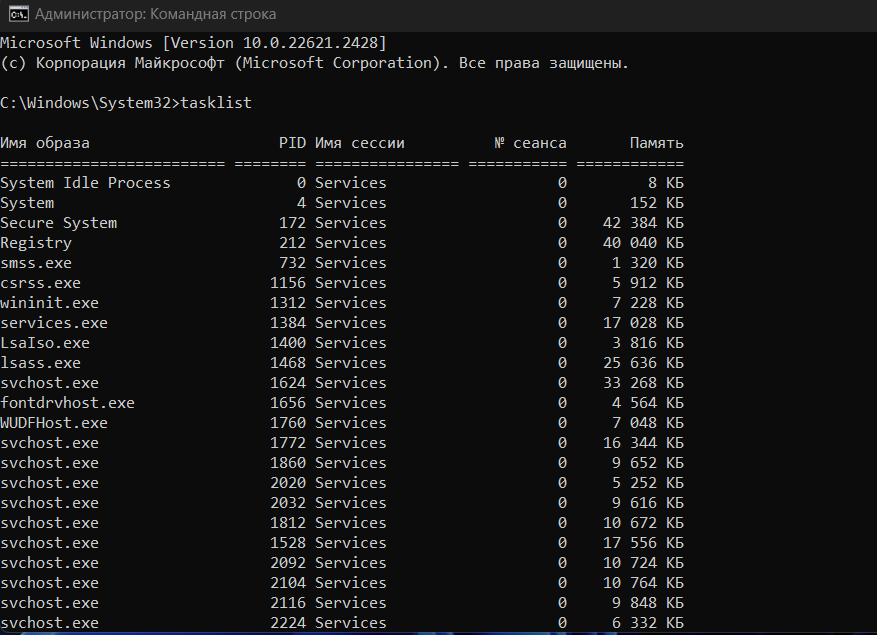 Администратор: Командная строка
Microsoft Windows [Version 10.0.22621.2428]
(c) Корпорация Майкрософт (Microsoft Corporation). Все права защищены.
C:\Windows\System32>tasklist
Имя образа                     PID Имя сессии          № сеанса       Память
========================= ======== ================ =========== ============
System Idle Process              0 Services                   0         8 КБ
System                           4 Services                   0       152 КБ
Secure System                  172 Services                   0    42 384 КБ
Registry                       212 Services                   0    40 040 КБ
smss.exe                       732 Services                   0     1 320 КБ
csrss.exe                     1156 Services                   0     5 912 КБ
wininit.exe                   1312 Services                   0     7 228 КБ
services.exe                  1384 Services                   0    17 028 КБ
LsaIso.exe                    1400 Services                   0     3 816 КБ
lsass.exe                     1468 Services                   0    25 636 КБ
svchost.exe                   1624 Services                   0    33 268 КБ
fontdrvhost.exe               1656 Services                   0     4 564 КБ
WUDFHost.exe                  1760 Services                   0     7 048 КБ
svchost.exe                   1772 Services                   0    16 344 КБ
svchost.exe                   1860 Services                   0     9 652 КБ
svchost.exe                   2020 Services                   0     5 252 КБ
svchost.exe                   2032 Services                   0     9 616 КБ
svchost.exe                   1812 Services                   0    10 672 КБ
svchost.exe                   1528 Services                   0    17 556 КБ
svchost.exe                   2092 Services                   0    10 724 КБ
svchost.exe                   2104 Services                   0    10 764 КБ
svchost.exe                   2116 Services                   0     9 848 КБ
svchost.exe                   2224 Services                   0     6 332 КБ